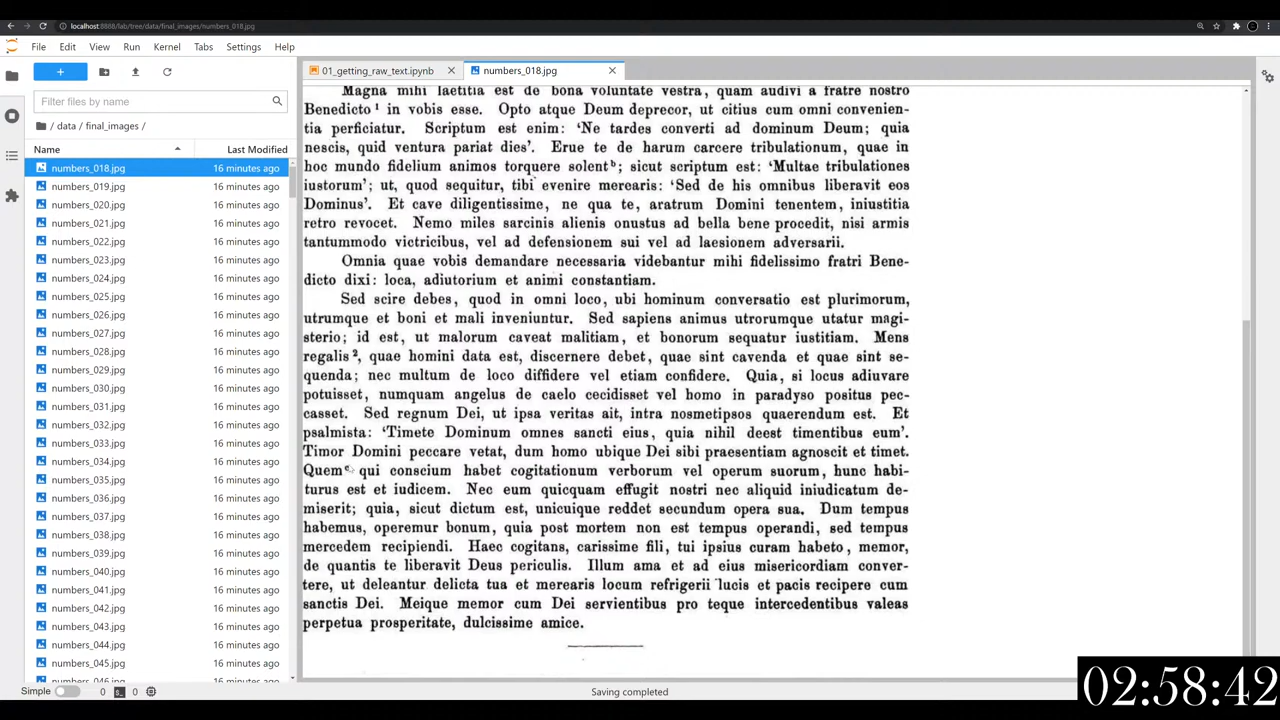 localhost:8888/lab/tree/data/final_images/numbers_018.jpg
File Edit View Run Kernel Tabs Settings Help
01_getting_raw_text.ipynb
numbers_018.jpg
Filter files by name
/ data / final_images /
Name Last Modified
numbers_018.jpg 16 minutes ago
numbers_019.jpg 16 minutes ago
numbers_020.jpg 16 minutes ago
numbers_021.jpg 16 minutes ago
numbers_022.jpg 16 minutes ago
numbers_023.jpg 16 minutes ago
numbers_024.jpg 16 minutes ago
numbers_025.jpg 16 minutes ago
numbers_026.jpg 16 minutes ago
numbers_027.jpg 16 minutes ago
numbers_028.jpg 16 minutes ago
numbers_029.jpg 16 minutes ago
numbers_030.jpg 16 minutes ago
numbers_031.jpg 16 minutes ago
numbers_032.jpg 16 minutes ago
numbers_033.jpg 16 minutes ago
numbers_034.jpg 16 minutes ago
numbers_035.jpg 16 minutes ago
numbers_036.jpg 16 minutes ago
numbers_037.jpg 16 minutes ago
numbers_038.jpg 16 minutes ago
numbers_039.jpg 16 minutes ago
numbers_040.jpg 16 minutes ago
numbers_041.jpg 16 minutes ago
numbers_042.jpg 16 minutes ago
numbers_043.jpg 16 minutes ago
numbers_044.jpg 16 minutes ago
numbers_045.jpg 16 minutes ago
numbers_046.jpg 16 minutes ago
Magna mihi laetitia est de bona voluntate vestra, quam audivi a fratre nostro
Benedicto¹ in vobis esse. Opto atque Deum deprecor, ut citius cum omni convenien-
tia perficiatur. Scriptum est enim: 'Ne tardes converti ad dominum Deum; quia
nescis, quid ventura pariat dies'. Erue te de harum carcere tribulationum, quae in
hoc mundo fidelium animos torquere solentᵇ; sicut scriptum est: 'Multae tribulationes
iustorum'; ut, quod sequitur, tibi evenire merearis: 'Sed de his omnibus liberavit eos
Dominus'. Et cave diligentissime, ne qua te, aratrum Domini tenentem, iniustitia
retro revocet. Nemo miles sarcinis alienis onustus ad bella bene procedit, nisi armis
tantummodo victricibus, vel ad defensionem sui vel ad laesionem adversarii.
Omnia quae vobis demandare necessaria videbantur mihi fidelissimo fratri Bene-
dicto dixi: loca, adiutorium et animi constantiam.
Sed scire debes, quod in omni loco, ubi hominum conversatio est plurimorum,
utrumque et boni et mali inveniuntur. Sed sapiens animus utrorumque utatur magi-
sterio; id est, ut malorum caveat malitiam, et bonorum sequatur iustitiam. Mens
regalis², quae homini data est, discernere debet, quae sint cavenda et quae sint se-
quenda; nec multum de loco diffidere vel etiam confidere. Quia, si locus adiuvare
potuisset, numquam angelus de caelo cecidisset vel homo in paradyso positus pec-
casset. Sed regnum Dei, ut ipsa veritas ait, intra nosmetipsos quaerendum est. Et
psalmista: 'Timete Dominum omnes sancti eius, quia nihil deest timentibus eum'.
Timor Domini peccare vetat, dum homo ubique Dei sibi praesentiam agnoscit et timet.
Quemᶜ qui conscium habet cogitationum verborum vel operum suorum, hunc habi-
turus est et iudicem. Nec eum quicquam effugit nostri nec aliquid iniudicatum de-
miserit; quia, sicut dictum est, unicuique reddet secundum opera sua. Dum tempus
habemus, operemur bonum, quia post mortem non est tempus operandi, sed tempus
mercedem recipiendi. Haec cogitans, carissime fili, tui ipsius curam habeto, memor,
de quantis te liberavit Deus periculis. Illum ama et ad eius misericordiam conver-
tere, ut deleantur delicta tua et merearis locum refrigerii lucis et pacis recipere cum
sanctis Dei. Meique memor cum Dei servientibus pro teque intercedentibus valeas
perpetua prosperitate, dulcissime amice.
Simple 0 0 Saving completed
02:58:42